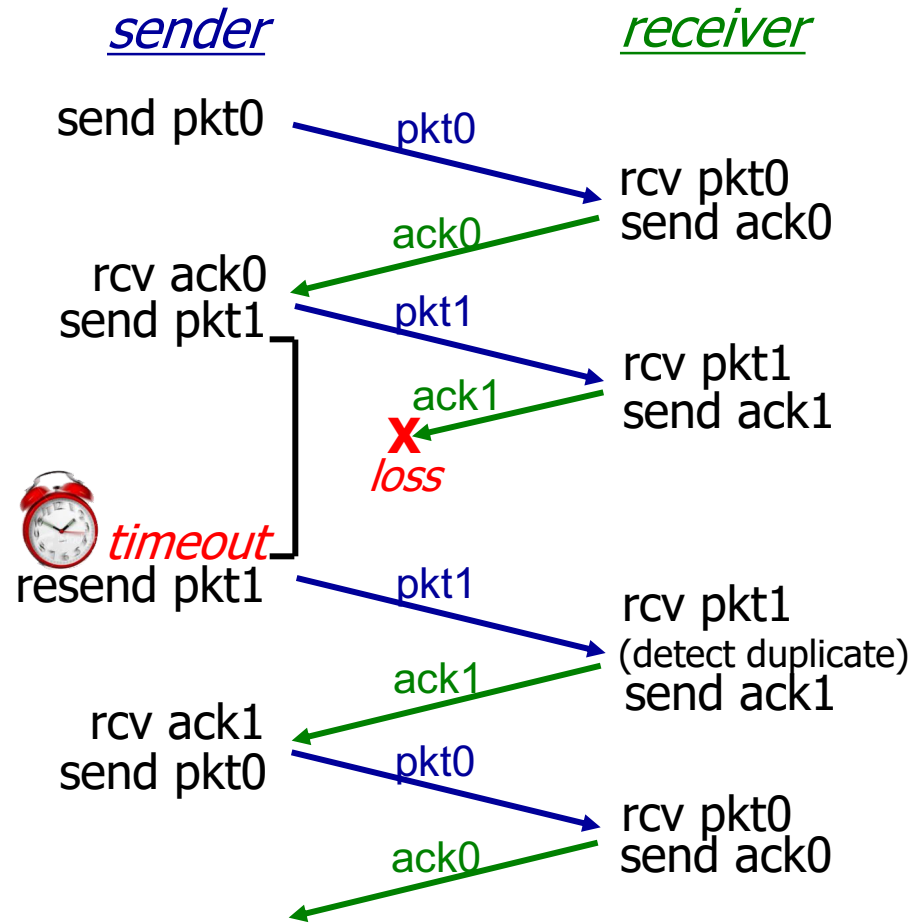 sender
receiver
send pkt0
pkt0
rcv pkt0
send ack0
ack0
rcv ack0
send pkt1
pkt1
rcv pkt1
send ack1
ack1
X
loss
timeout
resend pkt1
pkt1
rcv pkt1
(detect duplicate)
send ack1
ack1
rcv ack1
send pkt0
pkt0
rcv pkt0
send ack0
ack0